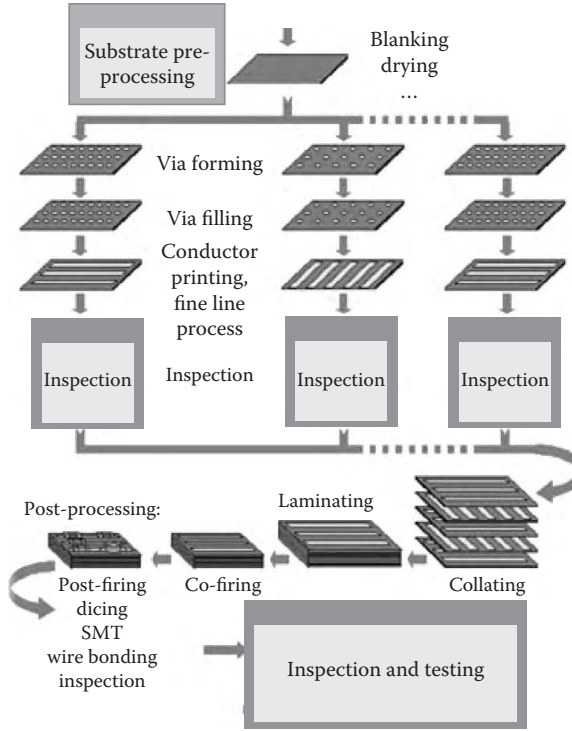 Substrate pre-
processing
Blanking
drying
...
Via forming
Via filling
Conductor
printing,
fine line
process
Inspection
Inspection
Inspection
Inspection
Post-processing:
Laminating
Post-firing
dicing
SMT
wire bonding
inspection
Co-firing
Collating
Inspection and testing